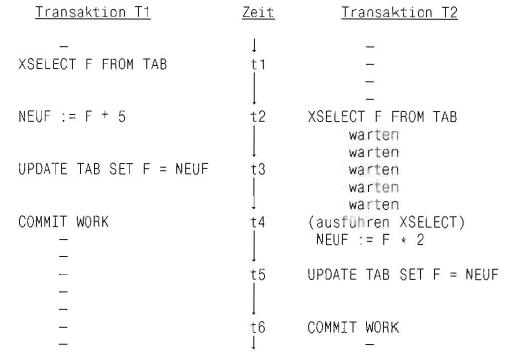 Transaktion T1 Zeit Transaktion T2
– –
XSELECT F FROM TAB t1 –
–
NEUF := F + 5 t2 XSELECT F FROM TAB
warten
warten
UPDATE TAB SET F = NEUF t3 warten
warten
warten
COMMIT WORK t4 (ausführen XSELECT)
– NEUF := F * 2
–
– t5 UPDATE TAB SET F = NEUF
–
–
– t6 COMMIT WORK
– –